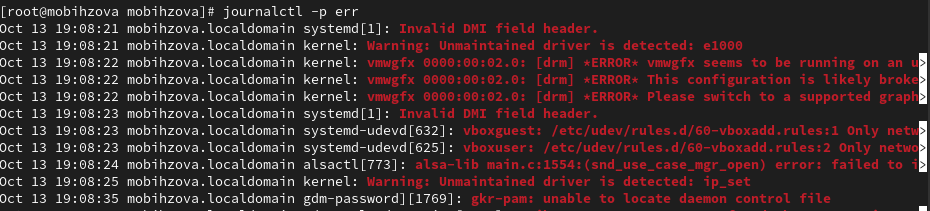 [root@mobihzova mobihzova]# journalctl -p err
Oct 13 19:08:21 mobihzova.localdomain systemd[1]: Invalid DMI field header.
Oct 13 19:08:21 mobihzova.localdomain kernel: Warning: Unmaintained driver is detected: e1000
Oct 13 19:08:22 mobihzova.localdomain kernel: vmwgfx 0000:00:02.0: [drm] *ERROR* vmwgfx seems to be running on an u>
Oct 13 19:08:22 mobihzova.localdomain kernel: vmwgfx 0000:00:02.0: [drm] *ERROR* This configuration is likely broke>
Oct 13 19:08:22 mobihzova.localdomain kernel: vmwgfx 0000:00:02.0: [drm] *ERROR* Please switch to a supported graph>
Oct 13 19:08:23 mobihzova.localdomain systemd[1]: Invalid DMI field header.
Oct 13 19:08:23 mobihzova.localdomain systemd-udevd[632]: vboxguest: /etc/udev/rules.d/60-vboxadd.rules:1 Only netw>
Oct 13 19:08:23 mobihzova.localdomain systemd-udevd[625]: vboxuser: /etc/udev/rules.d/60-vboxadd.rules:2 Only netwo>
Oct 13 19:08:24 mobihzova.localdomain alsactl[773]: alsa-lib main.c:1554:(snd_use_case_mgr_open) error: failed to i>
Oct 13 19:08:25 mobihzova.localdomain kernel: Warning: Unmaintained driver is detected: ip_set
Oct 13 19:08:35 mobihzova.localdomain gdm-password][1769]: gkr-pam: unable to locate daemon control file